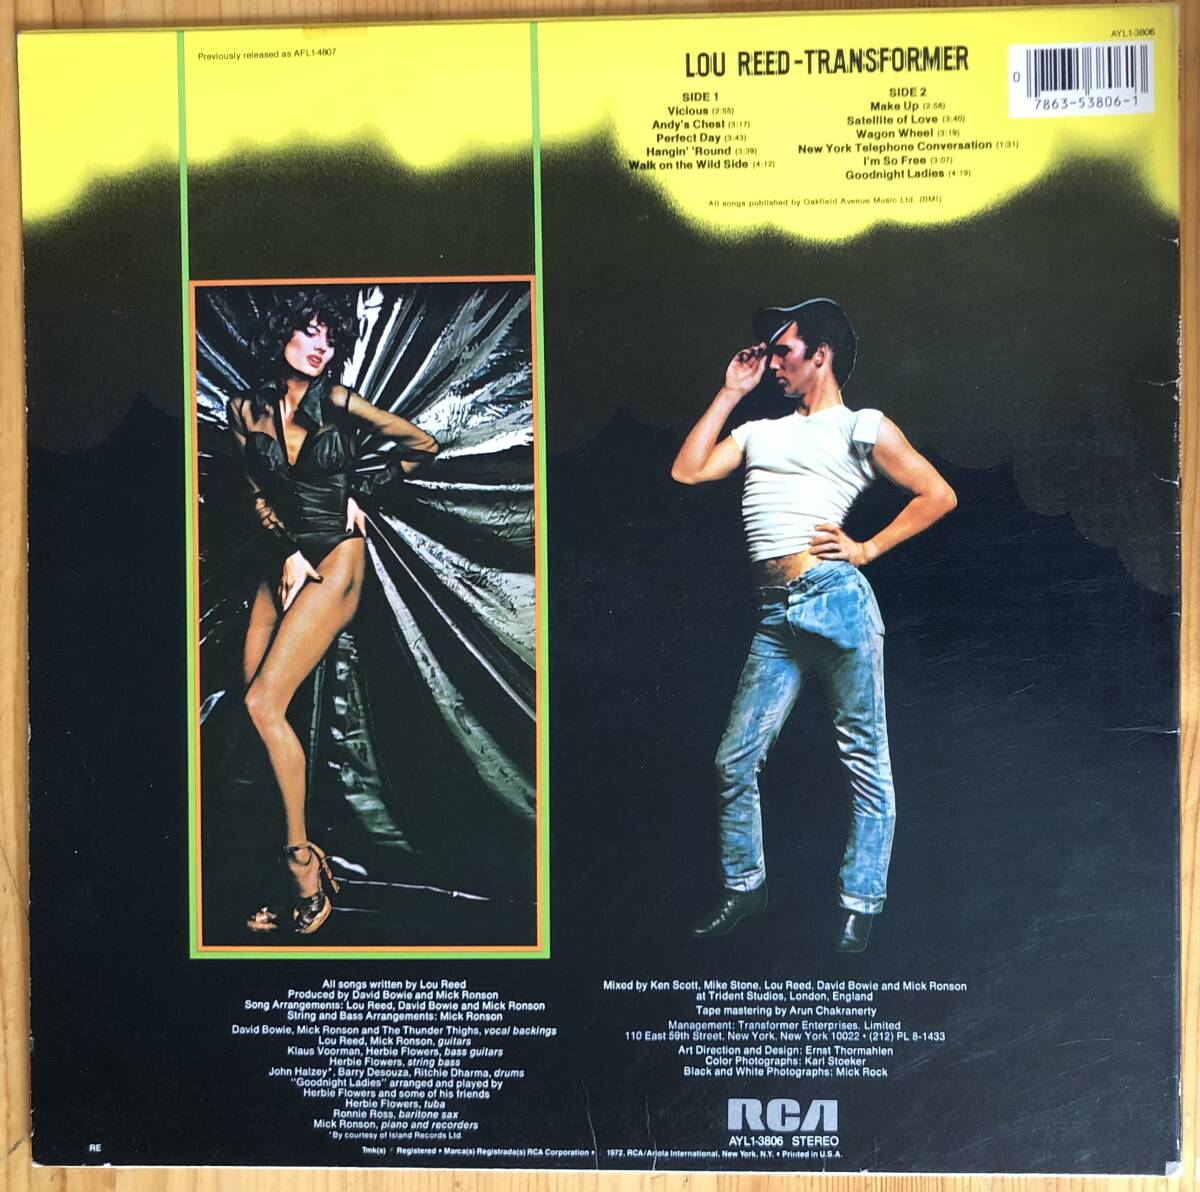 AYL1-3806
Previously released as AFL1-4807
LOU REED-TRANSFORMER
0 7863-53806-1
SIDE 1
Vicious (2:55)
Andy's Chest (3:17)
Perfect Day (3:43)
Hangin' 'Round (3:39)
Walk on the Wild Side (4:12)
SIDE 2
Make Up (2:58)
Satellite of Love (3:40)
Wagon Wheel (3:19)
New York Telephone Conversation (1:31)
I'm So Free (3:07)
Goodnight Ladies (4:19)
All songs published by Oakfield Avenue Music Ltd. (BMI)
All songs written by Lou Reed
Produced by David Bowie and Mick Ronson
Song Arrangements: Lou Reed, David Bowie and Mick Ronson
String and Bass Arrangements: Mick Ronson
David Bowie, Mick Ronson and The Thunder Thighs, vocal backings
Lou Reed, Mick Ronson, guitars
Klaus Voorman, Herbie Flowers, bass guitars
Herbie Flowers, string bass
John Halzey*, Barry Desouza, Ritchie Dharma, drums
"Goodnight Ladies" arranged and played by
Herbie Flowers and some of his friends
Herbie Flowers, tuba
Ronnie Ross, baritone sax
Mick Ronson, piano and recorders
*By courtesy of Island Records Ltd.
Mixed by Ken Scott, Mike Stone, Lou Reed, David Bowie and Mick Ronson
at Trident Studios, London, England
Tape mastering by Arun Chakranerty
Management: Transformer Enterprises, Limited
110 East 59th Street, New York, New York 10022 • (212) PL 8-1433
Art Direction and Design: Ernst Thormahlen
Color Photographs: Karl Stoeker
Black and White Photographs: Mick Rock
RCA
AYL1-3806 STEREO
RE
Tmk(s) Registered • Marca(s) Registrada(s) RCA Corporation • 1972, RCA/Ariola International, New York, N.Y. • Printed in U.S.A.